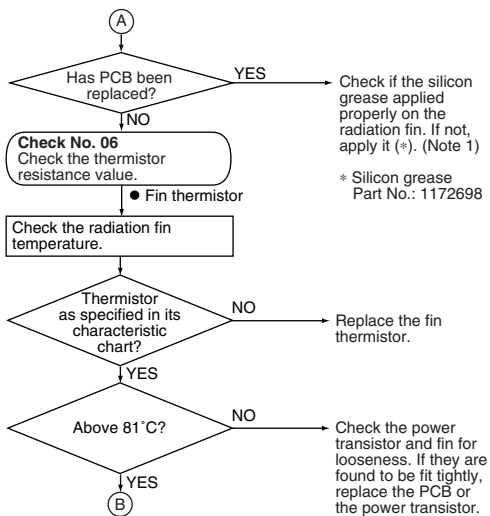 A
Has PCB been
replaced?
YES
Check if the silicon
grease applied
properly on the
radiation fin. If not,
apply it (∗). (Note 1)
∗ Silicon grease
Part No.: 1172698
NO
Check No. 06
Check the thermistor
resistance value.
● Fin thermistor
Check the radiation fin
temperature.
Thermistor
as specified in its
characteristic
chart?
NO
Replace the fin
thermistor.
YES
Above 81˚C?
NO
Check the power
transistor and fin for
looseness. If they are
found to be fit tightly,
replace the PCB or
the power transistor.
YES
B